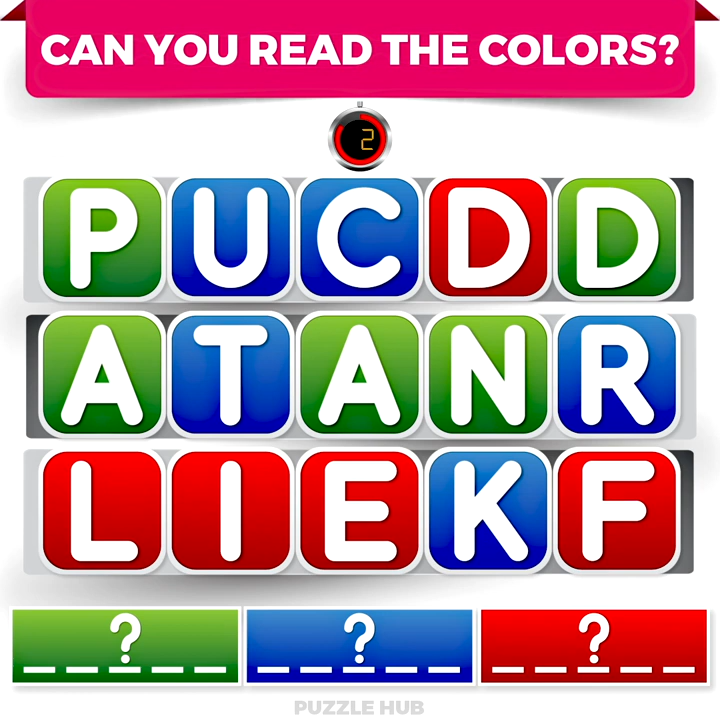 CAN YOU READ THE COLORS?
2
PUCDD
ATANR
LIEKF
? ? ?
_ _ _ _ _ _ _ _ _ _ _ _ _ _ _
PUZZLE HUB